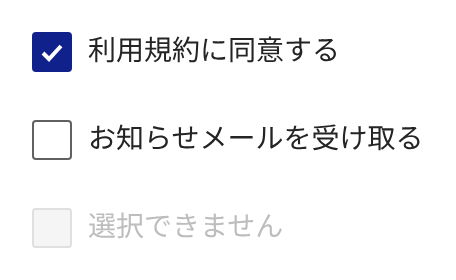 利用規約に同意する
お知らせメールを受け取る
選択できません